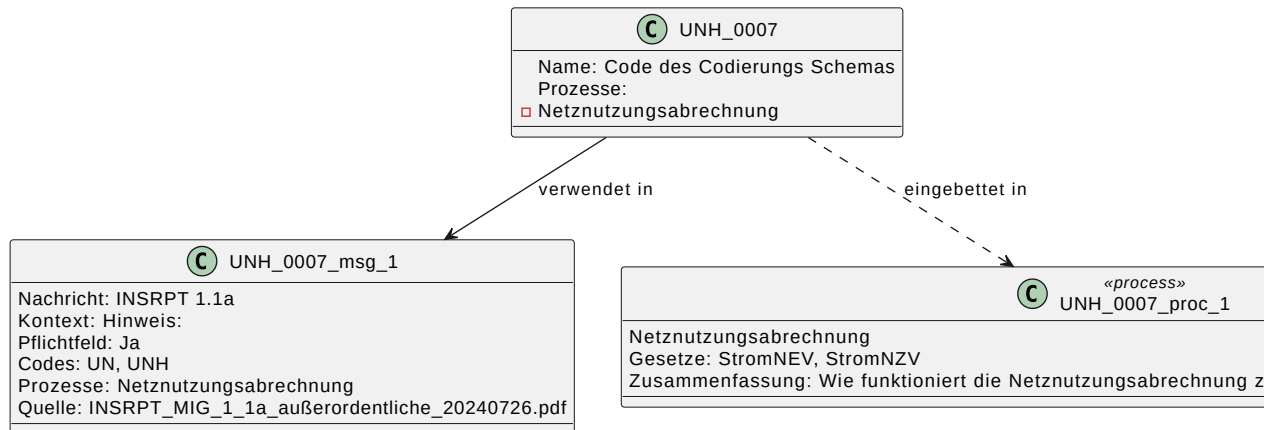 C UNH_0007
Name: Code des Codierungs Schemas
Prozesse:
Netznutzungsabrechnung
verwendet in
eingebettet in
C UNH_0007_msg_1
Nachricht: INSRPT 1.1a
Kontext: Hinweis:
Pflichtfeld: Ja
Codes: UN, UNH
Prozesse: Netznutzungsabrechnung
Quelle: INSRPT_MIG_1_1a_außerordentliche_20240726.pdf
«process»
C UNH_0007_proc_1
Netznutzungsabrechnung
Gesetze: StromNEV, StromNZV
Zusammenfassung: Wie funktioniert die Netznutzungsabrechnung z